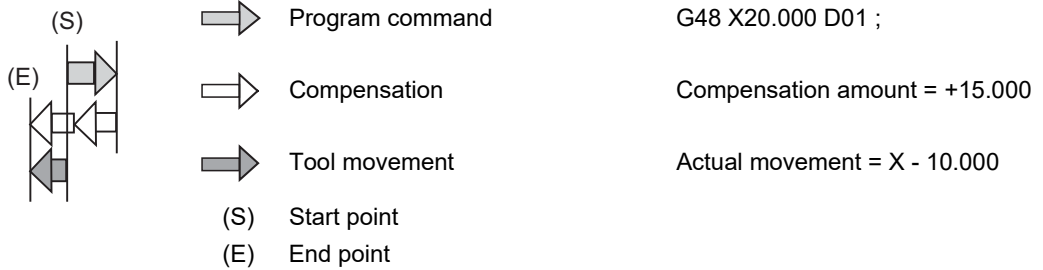 (S)
(E)
Program command G48 X20.000 D01 ;
Compensation Compensation amount = +15.000
Tool movement Actual movement = X - 10.000
(S) Start point
(E) End point